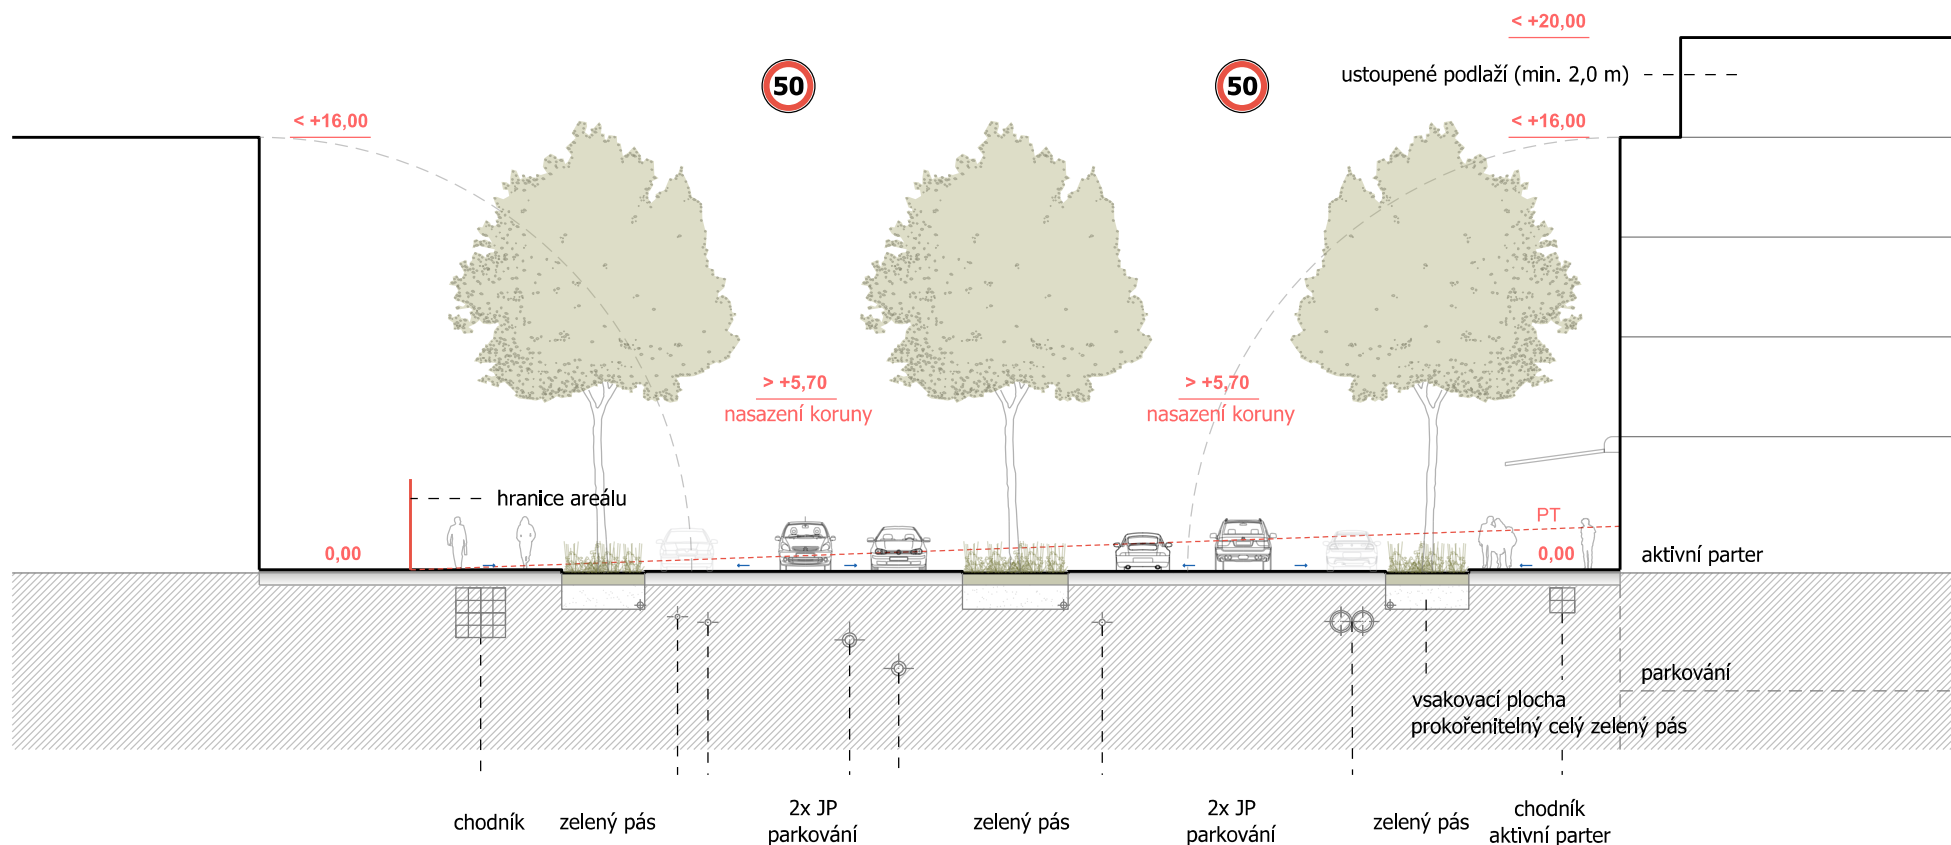 < +20,00
50
50
ustoupené podlaží (min. 2,0 m)
< +16,00
< +16,00
> +5,70
nasazení koruny
> +5,70
nasazení koruny
hranice areálu
PT
0,00
0,00
aktivní parter
parkování
vsakovací plocha
prokořenitelný celý zelený pás
chodník
zelený pás
2x JP
parkování
zelený pás
2x JP
parkování
zelený pás
chodník
aktivní parter